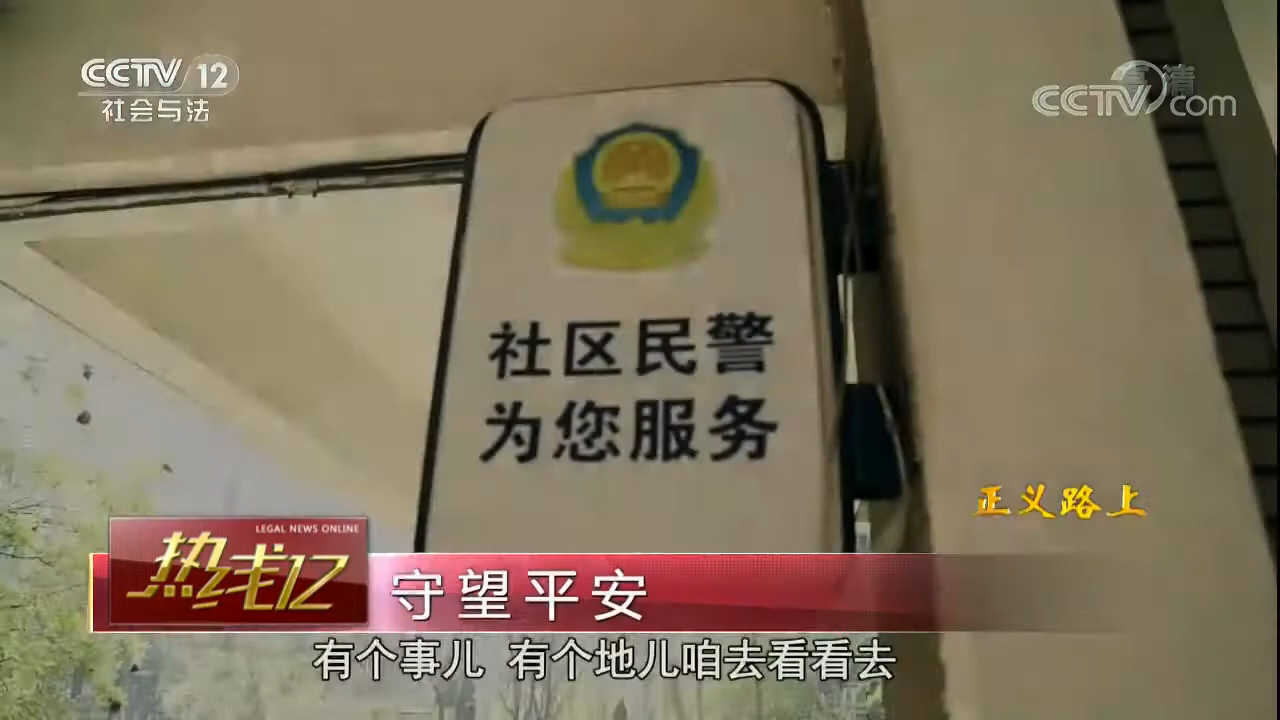 CCTV 12
社会与法
高清
CCTV.com
社区民警
为您服务
正义路上
LEGAL NEWS ONLINE
热线12
守望平安
有个事儿 有个地儿咱去看看去